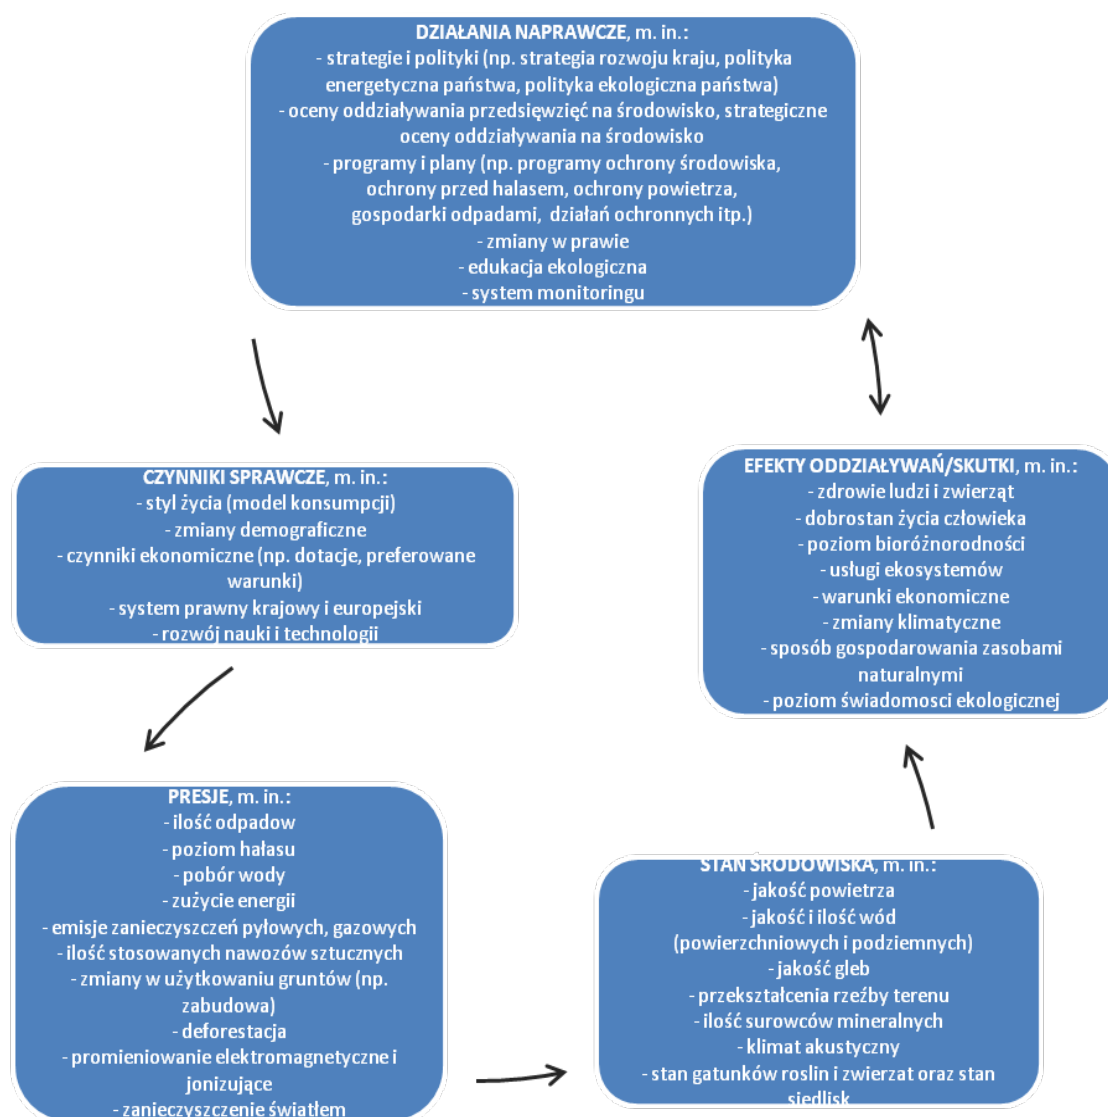 DZIAŁANIA NAPRAWCZE, m. in.:
- strategie i polityki (np. strategia rozwoju kraju, polityka
energetyczna państwa, polityka ekologiczna państwa)
- oceny oddziaływania przedsięwzięć na środowisko, strategiczne
oceny oddziaływania na środowisko
- programy i plany (np. programy ochrony środowiska,
ochrony przed halasem, ochrony powietrza,
gospodarki odpadami, działań ochronnych itp.)
- zmiany w prawie
- edukacja ekologiczna
- system monitoringu
CZYNNIKI SPRAWCZE, m. in.:
- styl życia (model konsumpcji)
- zmiany demograficzne
- czynniki ekonomiczne (np. dotacje, preferowane
warunki)
- system prawny krajowy i europejski
- rozwój nauki i technologii
EFEKTY ODDZIAŁYWAŃ/SKUTKI, m. in.:
- zdrowie ludzi i zwierząt
- dobrostan życia człowieka
- poziom bioróżnorodności
- usługi ekosystemów
- warunki ekonomiczne
- zmiany klimatyczne
- sposób gospodarowania zasobami
naturalnymi
- poziom świadomosci ekologicznej
PRESJE, m. in.:
- ilość odpadow
- poziom hałasu
- pobór wody
- zużycie energii
- emisje zanieczyszczeń pyłowych, gazowych
- ilość stosowanych nawozów sztucznych
- zmiany w użytkowaniu gruntów (np.
zabudowa)
- deforestacja
- promieniowanie elektromagnetyczne i
jonizujące
- zanieczyszczenie światłem
STAN ŚRODOWISKA, m. in.:
- jakość powietrza
- jakość i ilość wód
(powierzchniowych i podziemnych)
- jakość gleb
- przekształcenia rzeźby terenu
- ilość surowców mineralnych
- klimat akustyczny
- stan gatunków roslin i zwierzat oraz stan
siedlisk